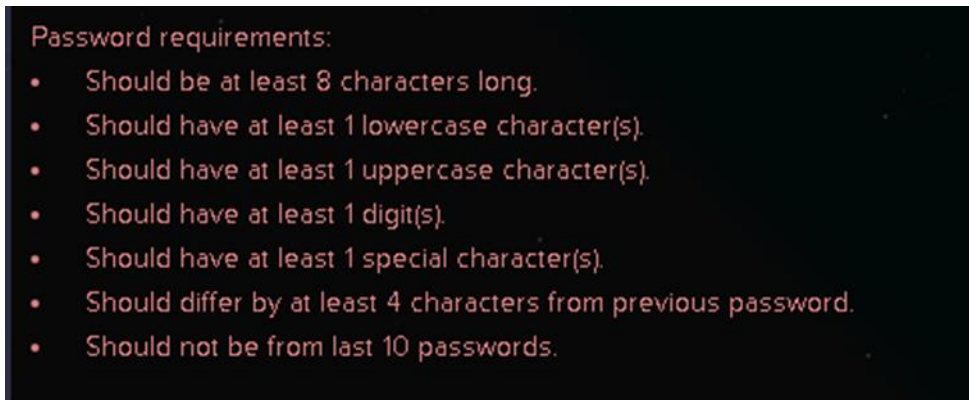 Password requirements:
• Should be at least 8 characters long.
• Should have at least 1 lowercase character(s).
• Should have at least 1 uppercase character(s).
• Should have at least 1 digit(s).
• Should have at least 1 special character(s).
• Should differ by at least 4 characters from previous password.
• Should not be from last 10 passwords.